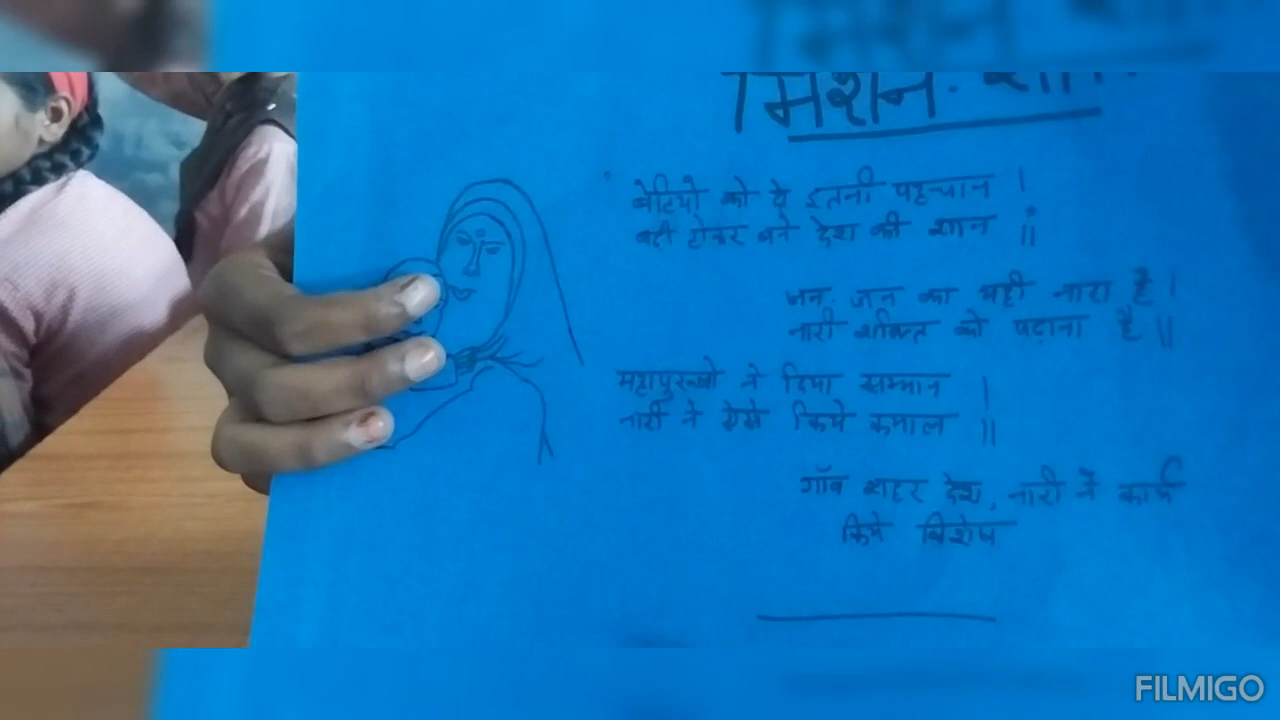 मिशन
बेटियो को दे इतनी पहचान ।
बड़ी होकर बने देश की शान ॥
जन-जन का यही नारा है ।
नारी शक्ति को पढ़ाना है ॥
महापुरूषो ने दिया सम्मान ।
नारी ने ऐसे किये कमाल ॥
गाँव शहर देश, नारी ने कार्य
किये विशेष
FILMIGO